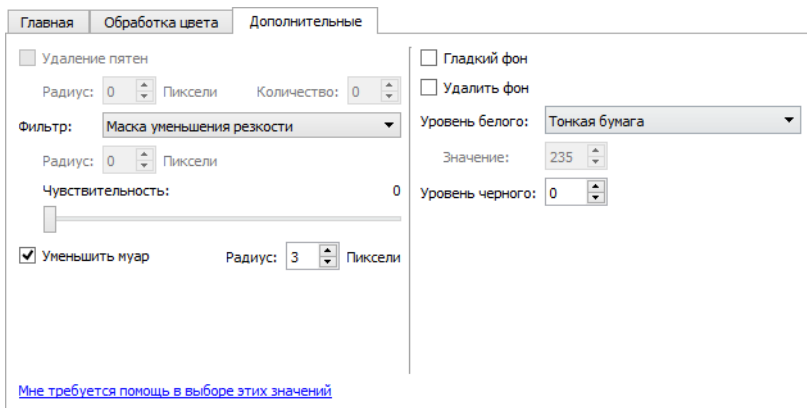 Главная Обработка цвета Дополнительные
Удаление пятен
Радиус: 0 Пиксели Количество: 0
Фильтр: Маска уменьшения резкости
Радиус: 0 Пиксели
Чувствительность: 0
Уменьшить муар Радиус: 3 Пиксели
Мне требуется помощь в выборе этих значений
Гладкий фон
Удалить фон
Уровень белого: Тонкая бумага
Значение: 235
Уровень черного: 0